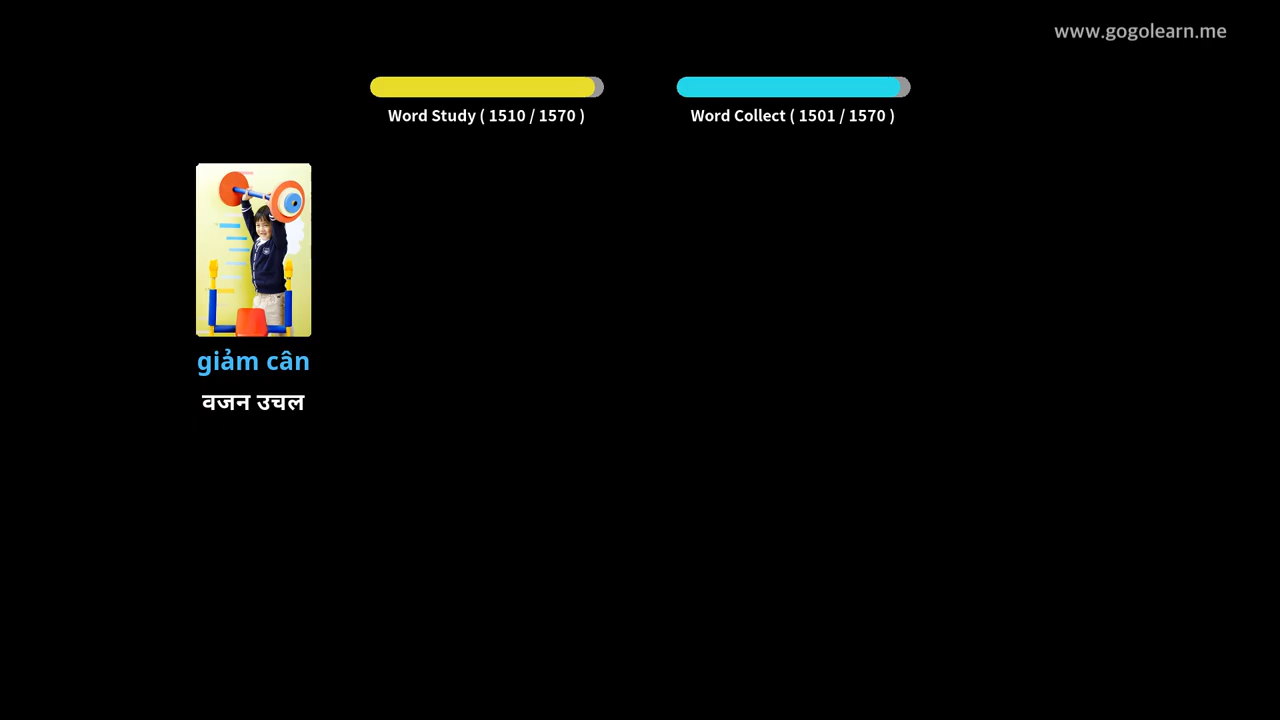 www.gogolearn.me
Word Study ( 1510 / 1570 )
Word Collect ( 1501 / 1570 )
giảm cân
वजन उचल